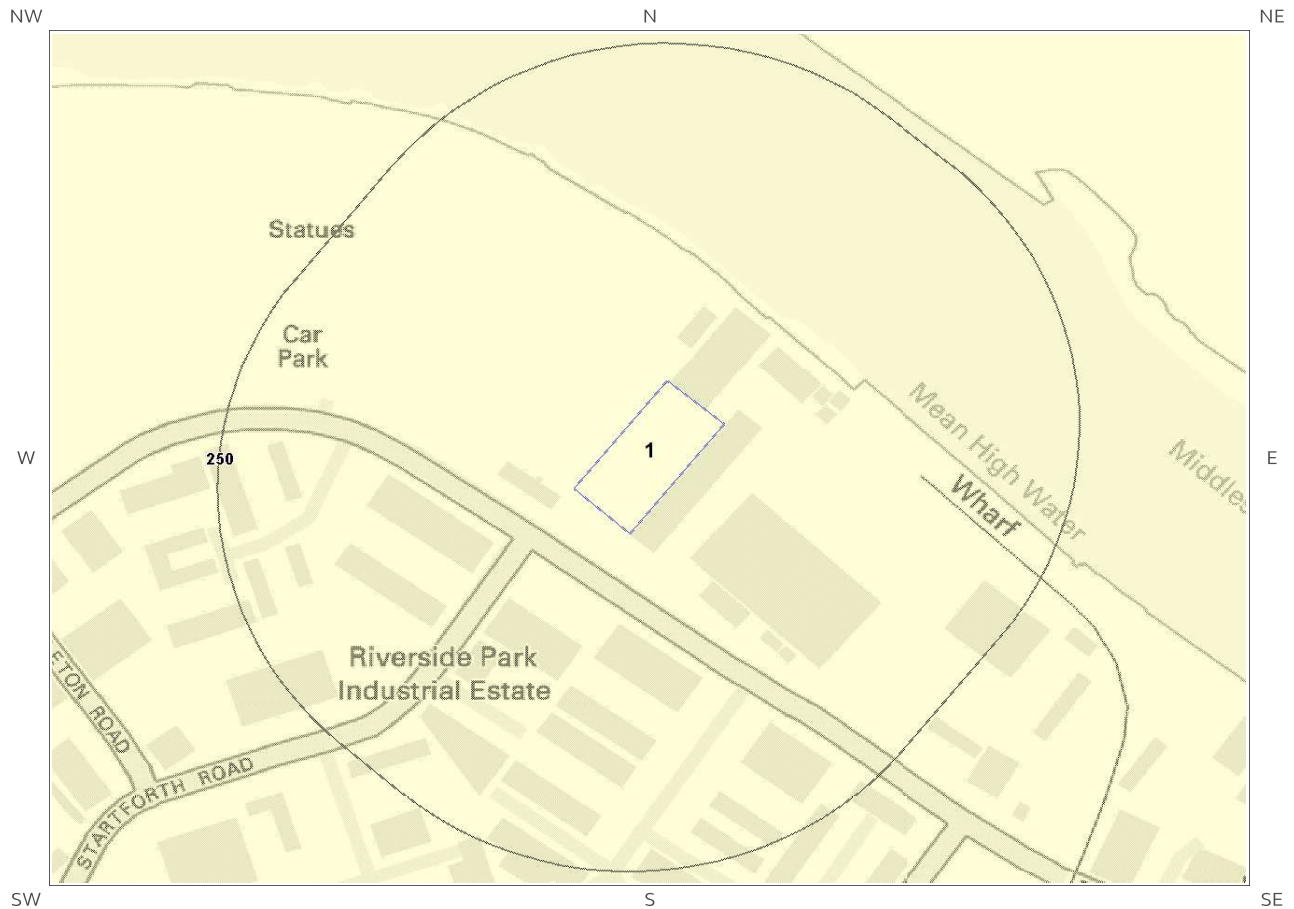 NW
N
NE
Statues
Car
Park
Mean High Water
Middles
W
250
1
E
Wharf
Riverside Park
Industrial Estate
ETON ROAD
STARTFORTH ROAD
SW
S
SE